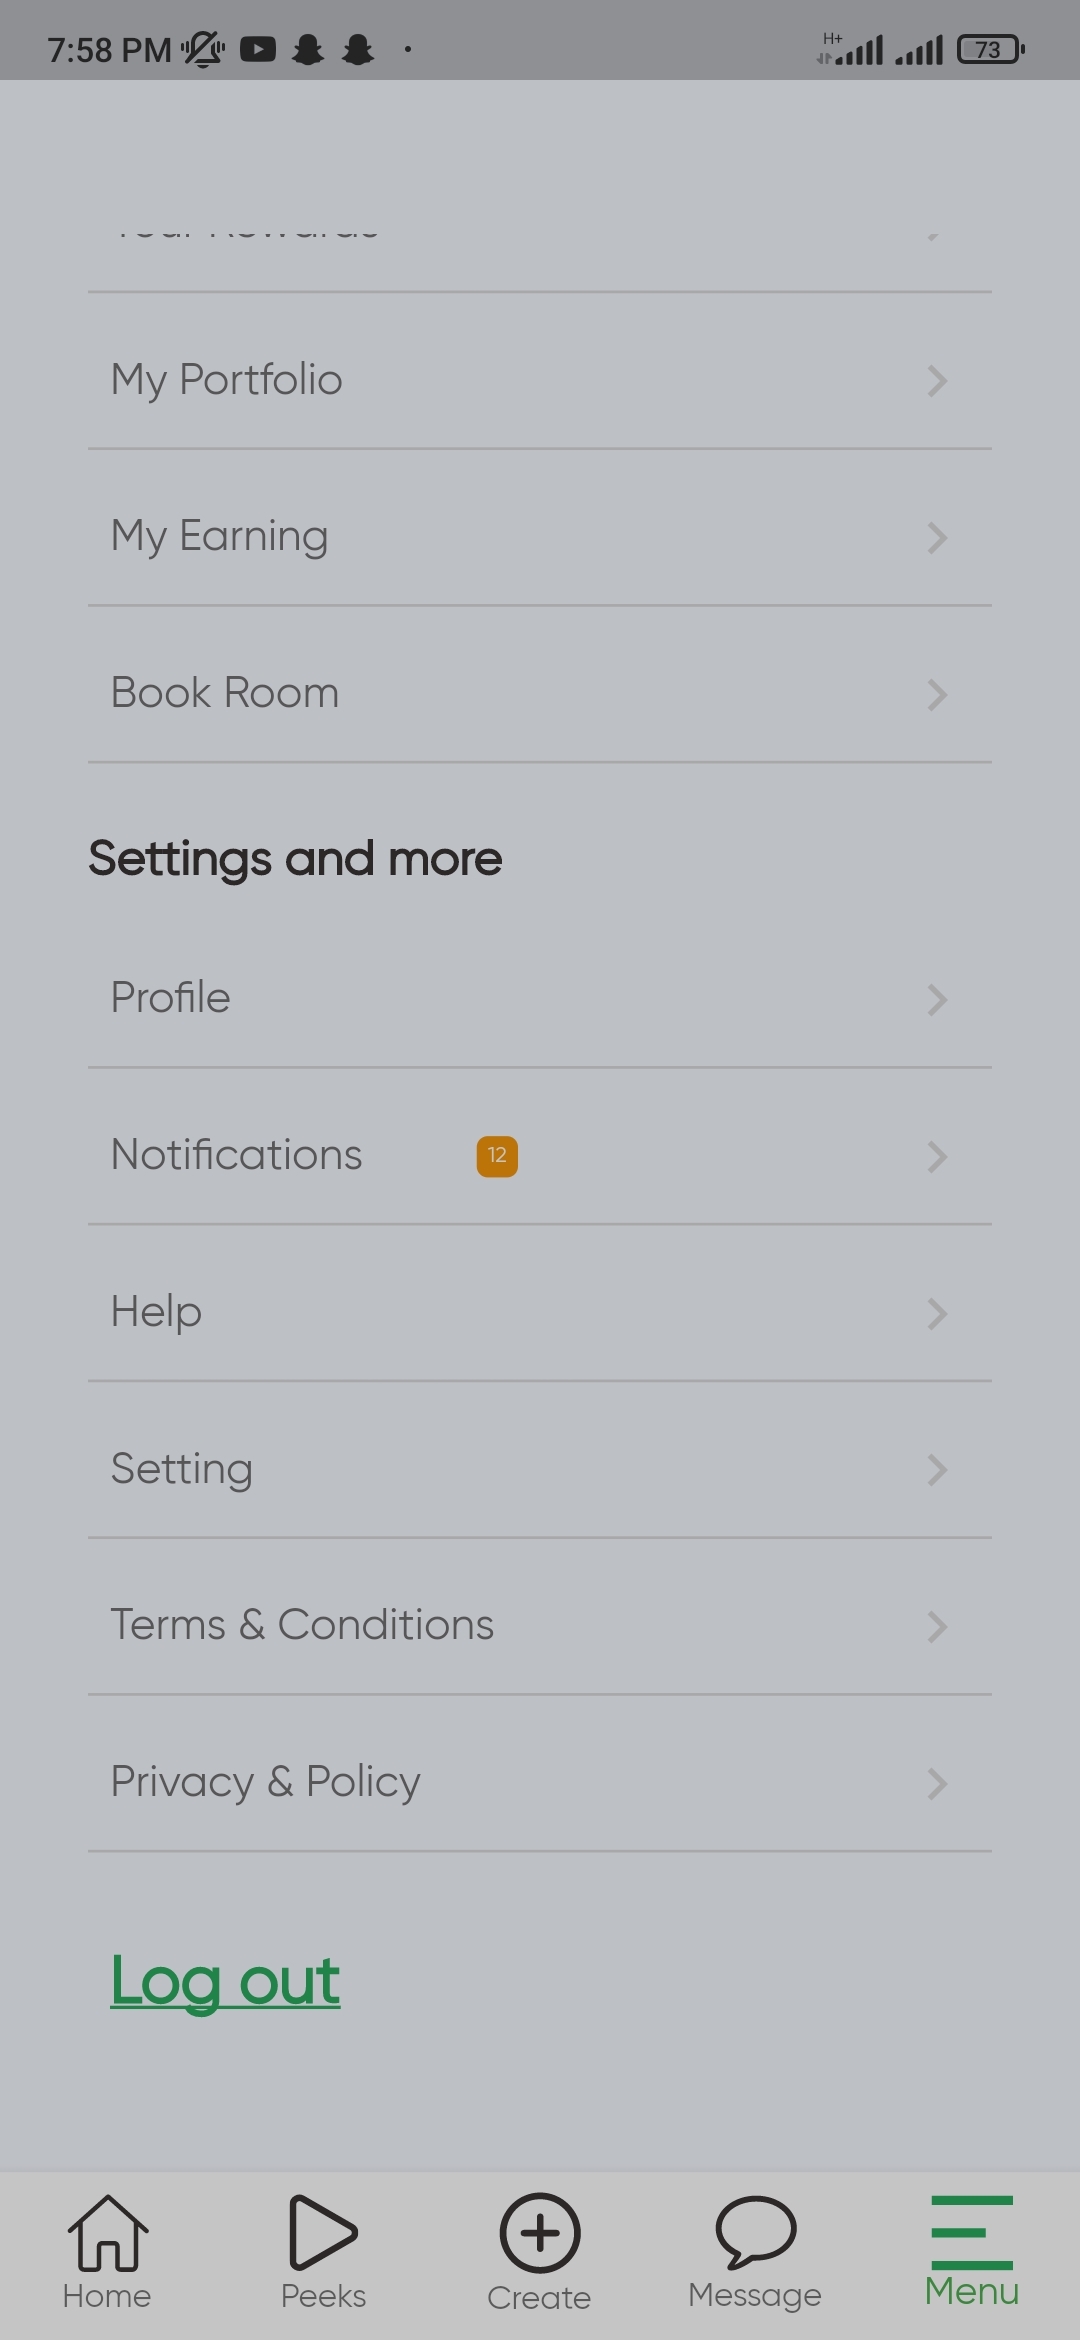 7:58 PM
H+
73
My Portfolio
My Earning
Book Room
Settings and more
Profile
Notifications 12
Help
Setting
Terms & Conditions
Privacy & Policy
Log out
Home Peeks Create Message Menu